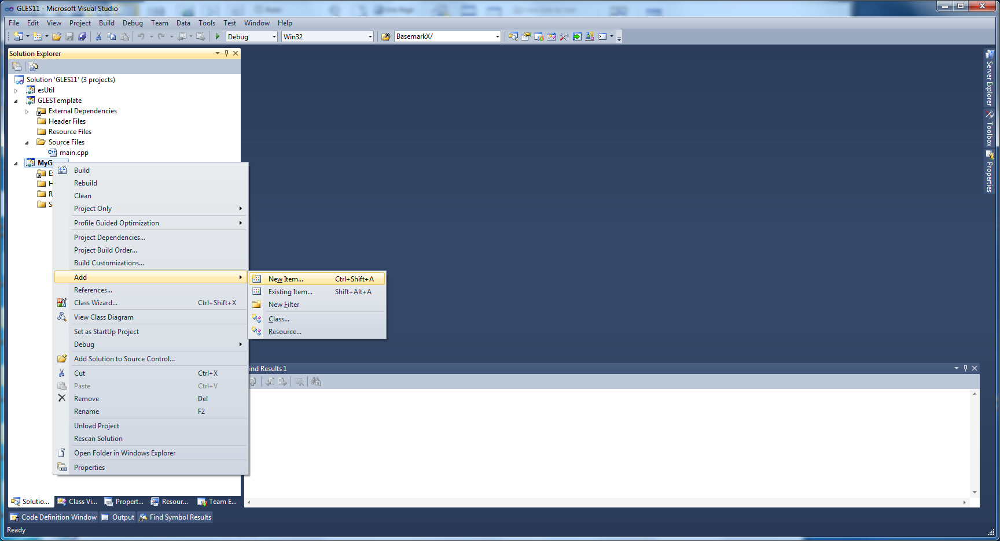 GLES11 - Microsoft Visual Studio
File Edit View Project Build Debug Team Data Tools Test Window Help
Debug Win32 BasemarkX/
Solution Explorer
Solution 'GLES11' (3 projects)
esUtil
GLESTemplate
External Dependencies
Header Files
Resource Files
Source Files
main.cpp
MyG
E
H
R
S
Build
Rebuild
Clean
Project Only
Profile Guided Optimization
Project Dependencies...
Project Build Order...
Build Customizations...
Add
References...
Class Wizard... Ctrl+Shift+X
View Class Diagram
Set as StartUp Project
Debug
Add Solution to Source Control...
Cut Ctrl+X
Paste Ctrl+V
Remove Del
Rename F2
Unload Project
Rescan Solution
Open Folder in Windows Explorer
Properties
New Item... Ctrl+Shift+A
Existing Item... Shift+Alt+A
New Filter
Class...
Resource...
Server Explorer
Toolbox
Properties
ind Results 1
Solutio... Class Vi... Propert... Resour... Team E...
Code Definition Window Output Find Symbol Results
Ready